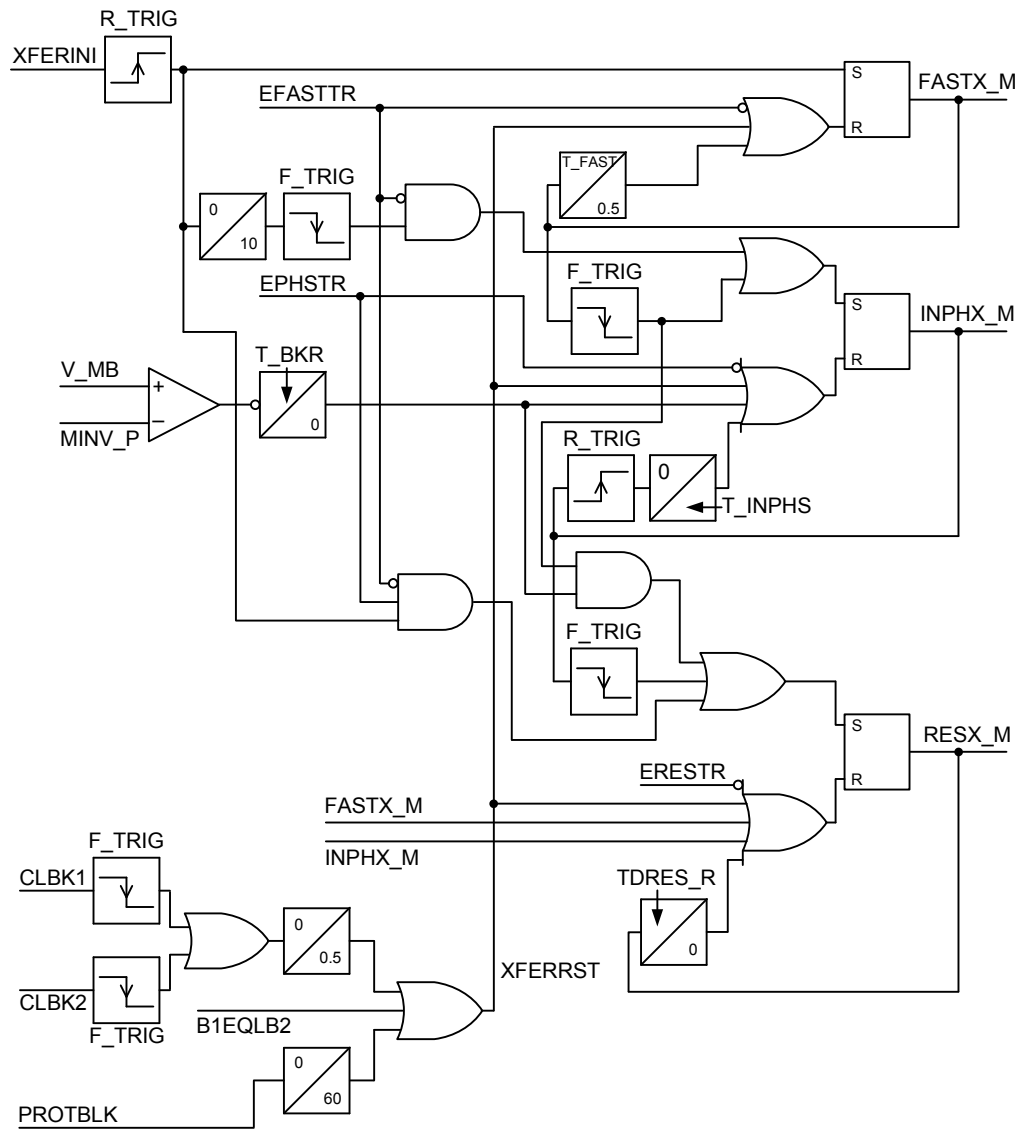 R_TRIG
XFERINI
S
FASTX_M
EFASTTR
R
T_FAST
0.5
F_TRIG
0
10
F_TRIG
EPHSTR
S
INPHX_M
R
T_BKR
V_MB
+
0
−
MINV_P
R_TRIG
0
T_INPHS
F_TRIG
S
RESX_M
R
ERESTR
FASTX_M
INPHX_M
F_TRIG
CLBK1
TDRES_R
0
0
0.5
XFERRST
CLBK2
F_TRIG
B1EQLB2
0
60
PROTBLK